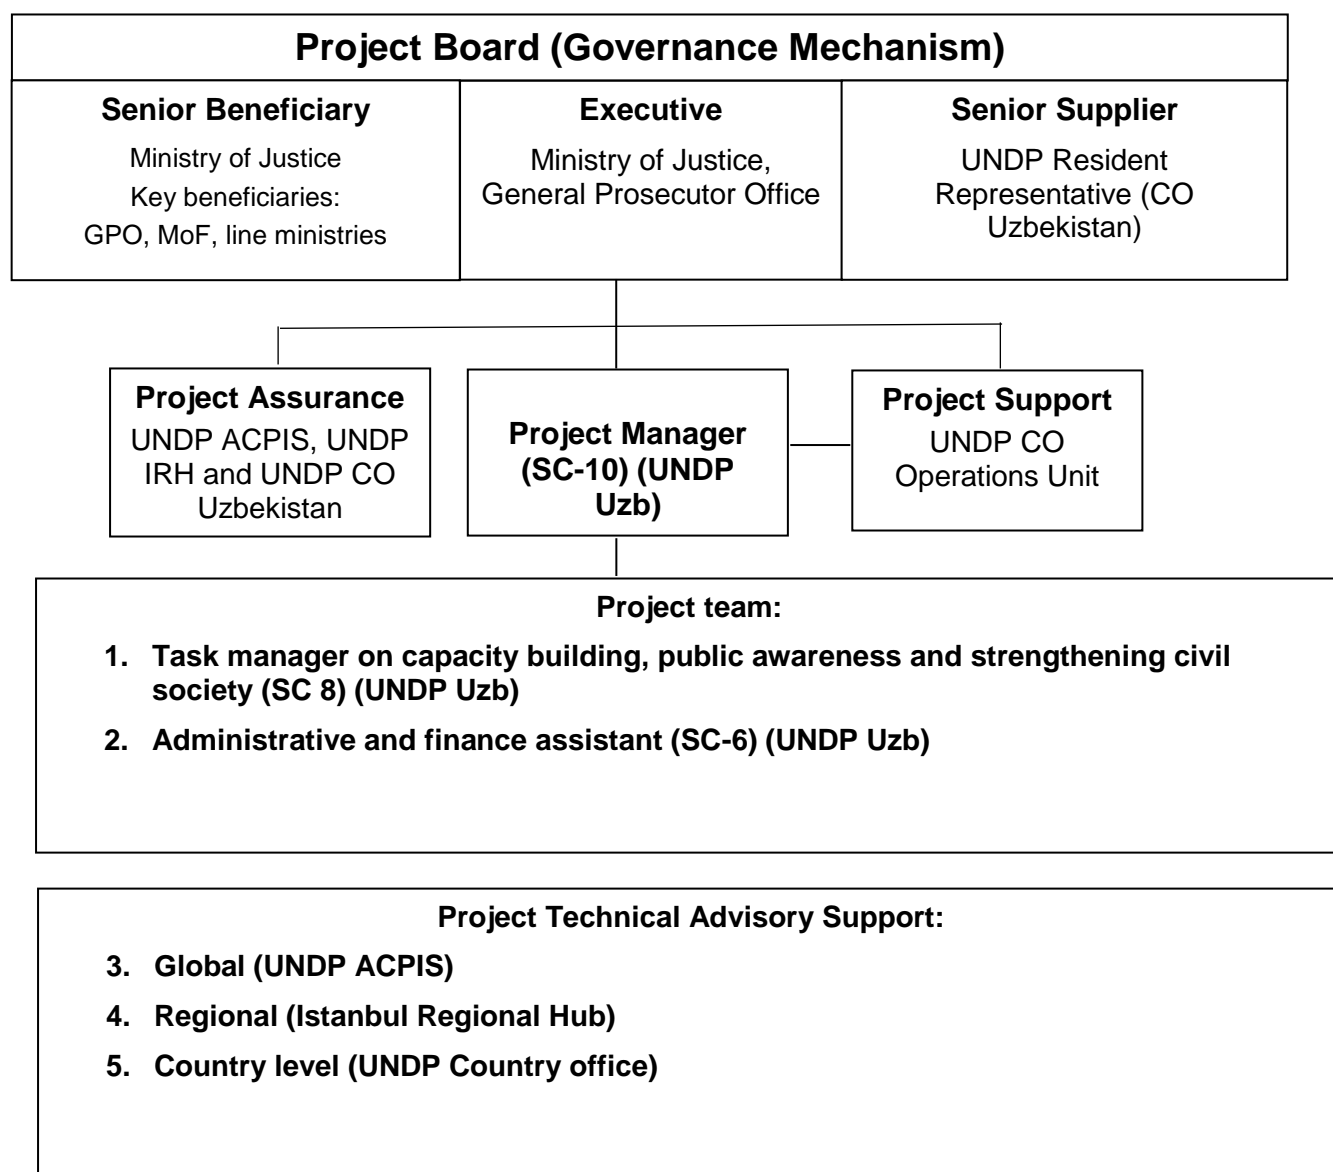 Project Board (Governance Mechanism)
Senior Beneficiary
Ministry of Justice
Key beneficiaries:
GPO, MoF, line ministries
Executive
Ministry of Justice,
General Prosecutor Office
Senior Supplier
UNDP Resident
Representative (CO
Uzbekistan)
Project Assurance
UNDP ACPIS, UNDP
IRH and UNDP CO
Uzbekistan
Project Manager
(SC-10) (UNDP
Uzb)
Project Support
UNDP CO
Operations Unit
Project team:
1. Task manager on capacity building, public awareness and strengthening civil
society (SC 8) (UNDP Uzb)
2. Administrative and finance assistant (SC-6) (UNDP Uzb)
Project Technical Advisory Support:
3. Global (UNDP ACPIS)
4. Regional (Istanbul Regional Hub)
5. Country level (UNDP Country office)